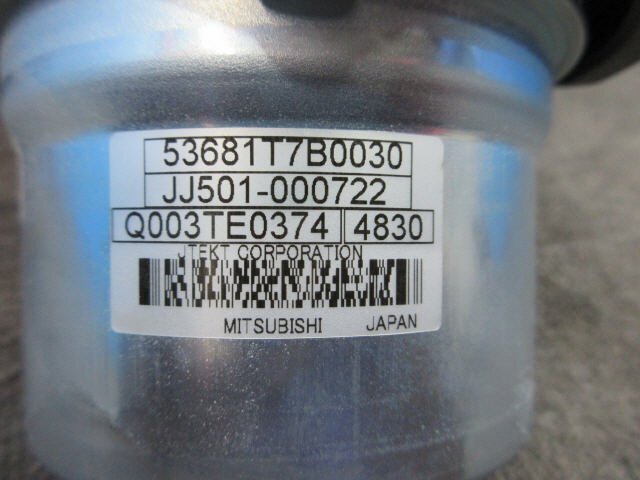 53681T7B0030
JJ501-000722
Q003TE0374 4830
JTEKT CORPORATION
MITSUBISHI JAPAN